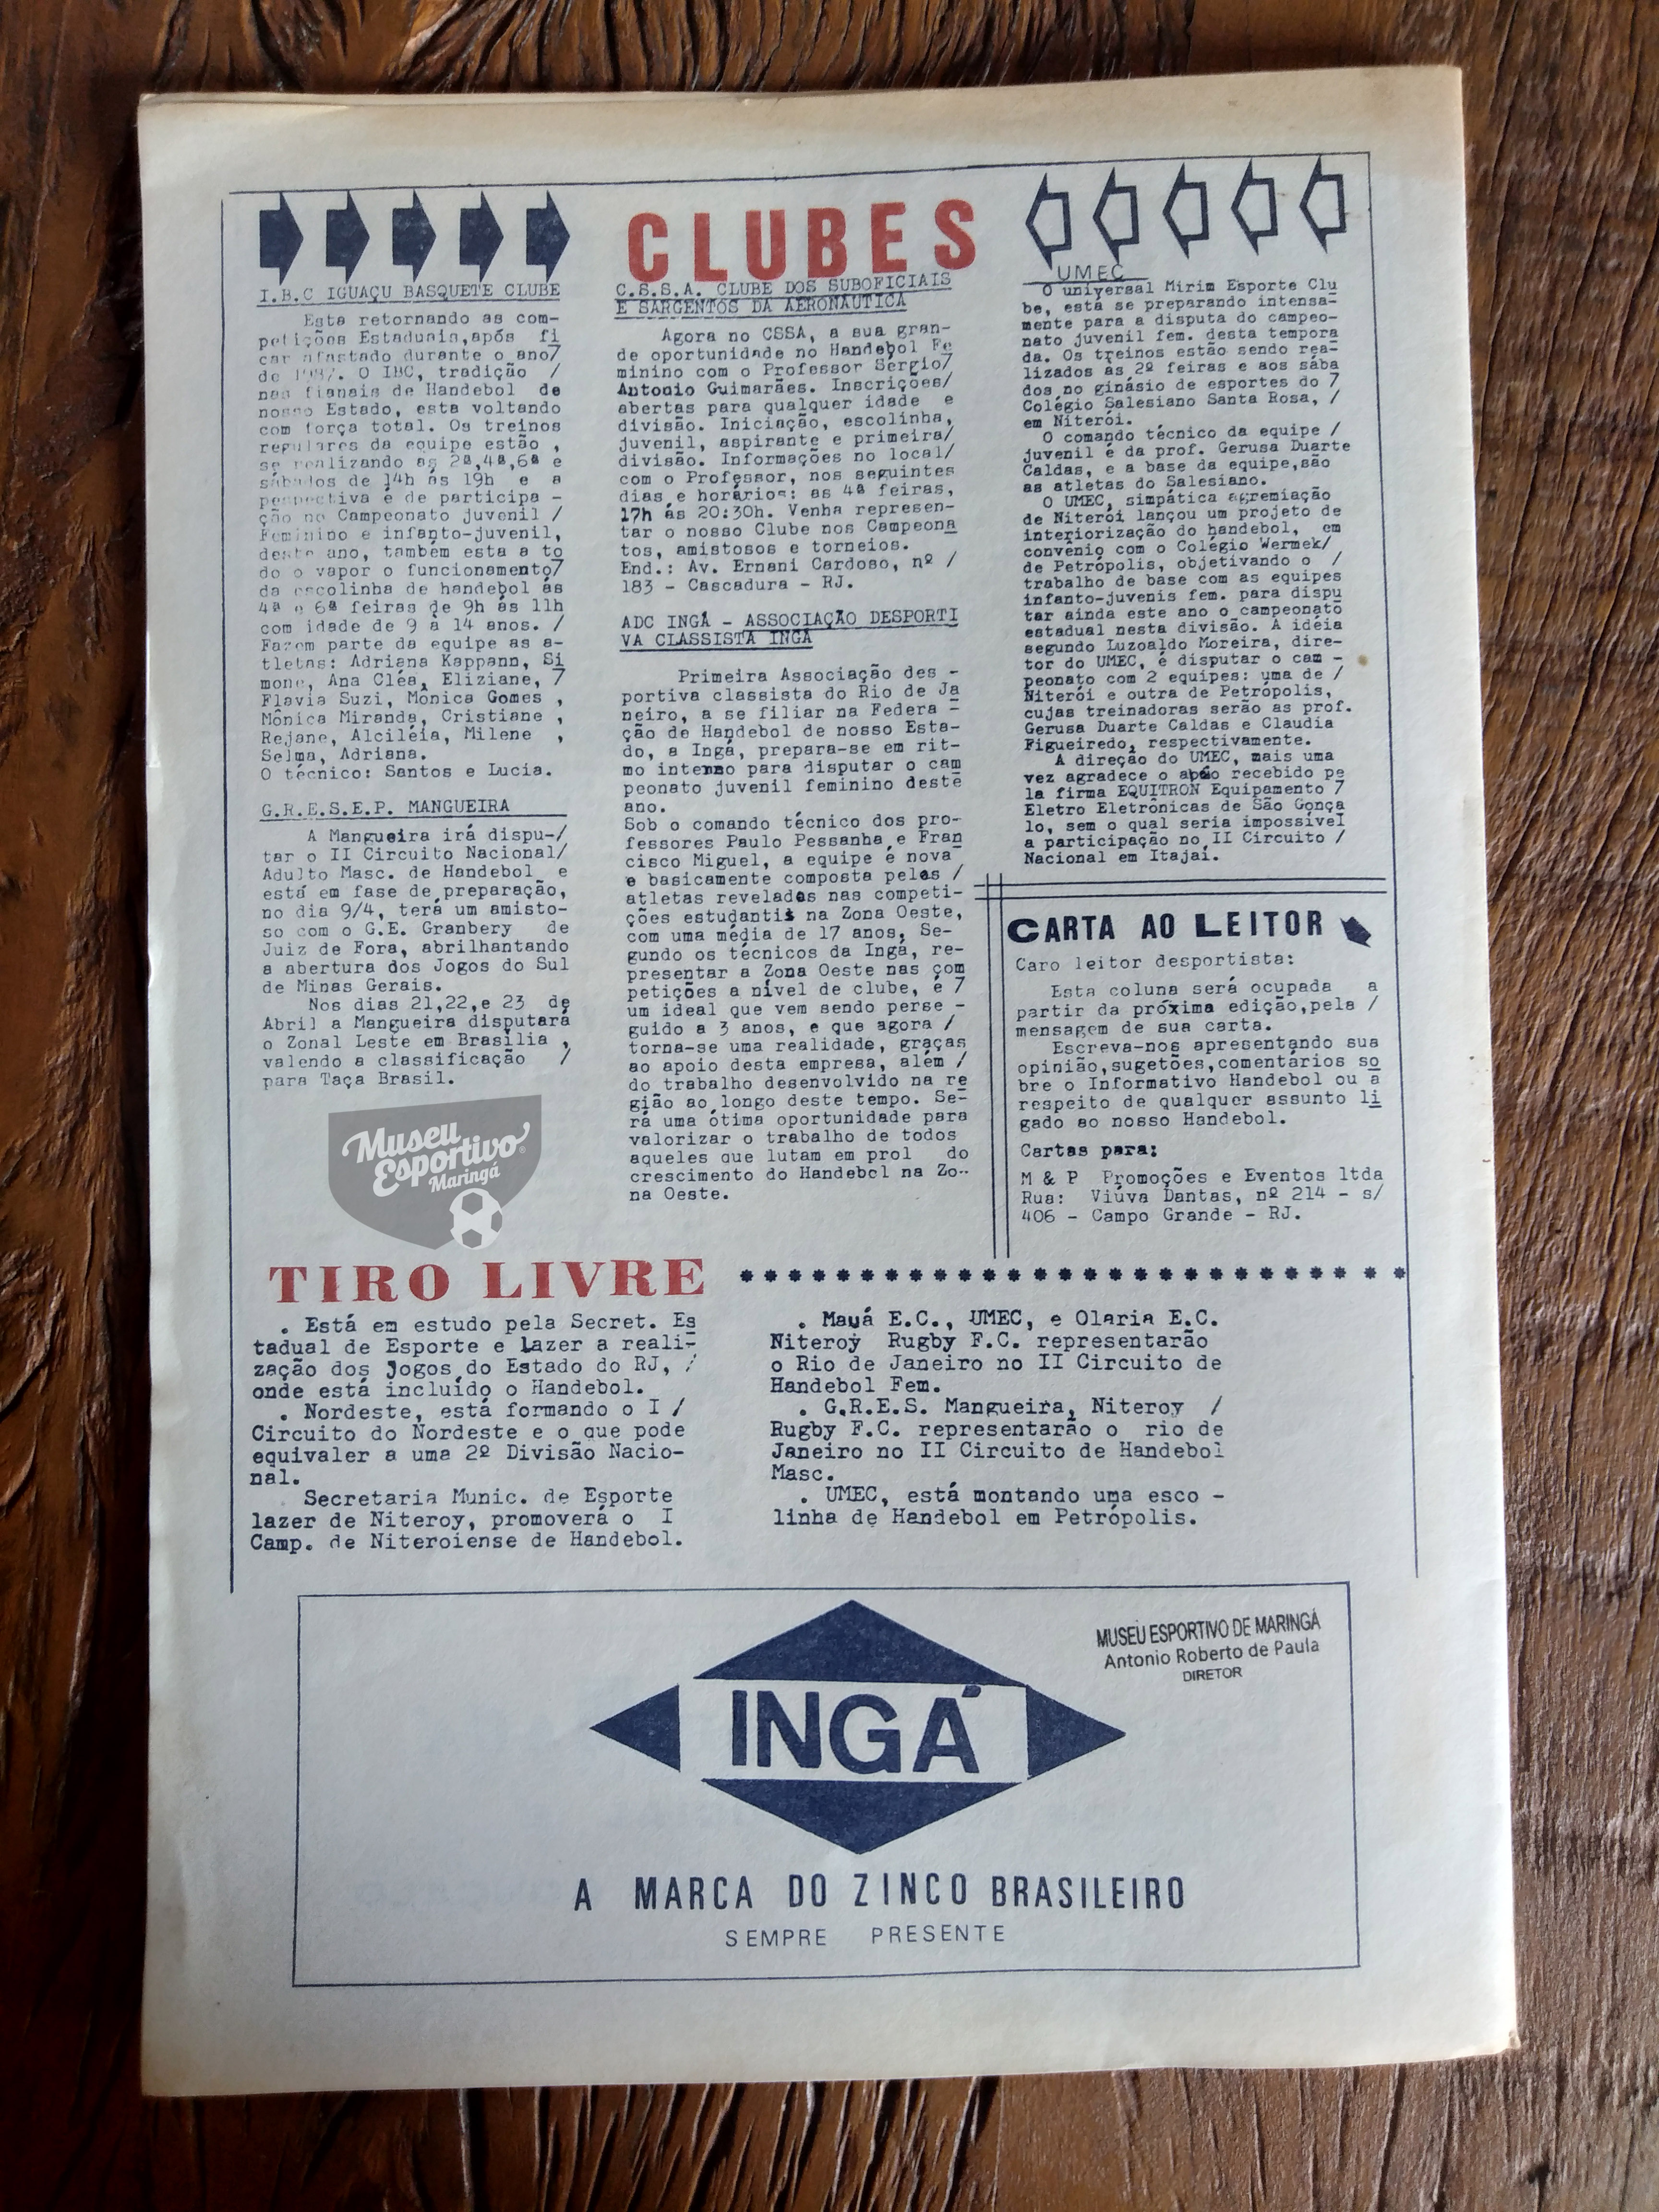 CLUBES
I.B.C IGUAÇU BASQUETE CLUBE
Esta retornando as com-
petições Estaduais,após fi
car afastado durante o ano/
de 1987. O IBC, tradição /
nas fianais de Handebol de
nosso Estado, esta voltando
com força total. Os treinos
regulares da equipe estão ,
se realizando as 2ª,4ª,6ª e
sábados de 14h às 19h e a
perspectiva é de participa -
ção no Campeonato juvenil /
Feminino e infanto-juvenil,
deste ano, também esta a to
do o vapor o funcionamento/
da escolinha de handebol ás
4ª e 6ª feiras de 9h ás 11h
com idade de 9 à 14 anos. /
Fazem parte da equipe as a-
tletas: Adriana Kappann, Si
mone, Ana Cléa, Eliziane, /
Flavia Suzi, Monica Gomes ,
Mônica Miranda, Cristiane ,
Rejane, Alciléia, Milene ,
Selma, Adriana.
O técnico: Santos e Lucia.
G.R.E.S.E.P. MANGUEIRA
A Mangueira irá dispu-/
tar o II Circuito Nacional/
Adulto Masc. de Handebol e
está em fase de preparação,
no dia 9/4, terá um amisto-
so com o G.E. Granbery de
Juiz de Fora, abrilhantando
a abertura dos Jogos do Sul
de Minas Gerais.
Nos dias 21,22,e 23 de
Abril a Mangueira disputará
o Zonal Leste em Brasilia ,
valendo a classificação /
para Taça Brasil.
Museu
Esportivo
Maringá
C.S.S.A. CLUBE DOS SUBOFICIAIS
E SARGENTOS DA AERONAUTICA
Agora no CSSA, a sua gran-
de oportunidade no Handebol Fe
minino com o Professor Sergio/
Antonio Guimarães. Inscrições/
abertas para qualquer idade e
divisão. Iniciação, escolinha,
juvenil, aspirante e primeira/
divisão. Informações no local/
com o Professor, nos seguintes
dias e horários: as 4ª feiras,
17h ás 20:30h. Venha represen-
tar o nosso Clube nos Campeona
tos, amistosos e torneios.
End.: Av. Ernani Cardoso, nº /
183 - Cascadura - RJ.
ADC INGÁ - ASSOCIAÇÃO DESPORTI
VA CLASSISTA INGÁ
Primeira Associação des -
portiva classista do Rio de Ja
neiro, a se filiar na Federa -
ção de Handebol de nosso Esta-
do, a Ingá, prepara-se em rit-
mo intenso para disputar o cam
peonato juvenil feminino deste
ano.
Sob o comando técnico dos pro-
fessores Paulo Pessanha e Fran
cisco Miguel, a equipe é nova
e basicamente composta pelas /
atletas reveladas nas competi-
ções estudantis na Zona Oeste,
com uma média de 17 anos. Se-
gundo os técnicos da Ingá, re-
presentar a Zona Oeste nas com
petições a nivel de clube, é /
um ideal que vem sendo perse -
guido a 3 anos, e que agora /
torna-se uma realidade, graças
ao apoio desta empresa, além /
do trabalho desenvolvido na re
gião ao longo deste tempo. Se-
rá uma ótima oportunidade para
valorizar o trabalho de todos
aqueles que lutam em prol do
crescimento do Handebol na Zo-
na Oeste.
UMEC
O universal Mirim Esporte Clu
be, está se preparando intensa-
mente para a disputa do campeo-
nato juvenil fem. desta tempora
da. Os treinos estão sendo rea-
lizados às 2ª feiras e aos sába
dos no ginásio de esportes do /
Colégio Salesiano Santa Rosa, /
em Niterói.
O comando técnico da equipe /
juvenil é da prof. Gerusa Duarte
Caldas, e a base da equipe,são
as atletas do Salesiano.
O UMEC, simpática agremiação
de Niterói lançou um projeto de
interiorização do handebol, em
convênio com o Colégio Wermek/
de Petrópolis, objetivando o /
trabalho de base com as equipes
infanto-juvenis fem. para dispu
tar ainda este ano o campeonato
estadual nesta divisão. A idéia
segundo Luzoaldo Moreira, dire-
tor do UMEC, é disputar o cam -
peonato com 2 equipes: uma de /
Niterói e outra de Petrópolis,
cujas treinadoras serão as prof.
Gerusa Duarte Caldas e Claudia
Figueiredo, respectivamente.
A direção do UMEC, mais uma
vez agradece o apóo recebido pe
la firma EQUITRON Equipamento /
Eletro Eletrônicas de São Gonça
lo, sem o qual seria impossivel
a participação no II Circuito /
Nacional em Itajaí.
CARTA AO LEITOR
Caro leitor desportista:
Esta coluna será ocupada a
partir da próxima edição,pela /
mensagem de sua carta.
Escreva-nos apresentando sua
opinião,sugetões,comentários so
bre o Informativo Handebol ou a
respeito de qualquer assunto li
gado ao nosso Handebol.
Cartas para:
M & P Promoções e Eventos ltda
Rua: Viúva Dantas, nº 214 - s/
406 - Campo Grande - RJ.
TIRO LIVRE
. Está em estudo pela Secret. Es
tadual de Esporte e Lazer a reali-
zação dos Jogos do Estado do RJ, /
onde está incluído o Handebol.
. Nordeste, está formando o I /
Circuito do Nordeste e o que pode
equivaler a uma 2º Divisão Nacio-
nal.
. Secretaria Munic. de Esporte
lazer de Niteroy, promoverá o I
Camp. de Niteroiense de Handebol.
. Mauá E.C., UMEC, e Olaria E.C.
Niteroy Rugby F.C. representarão
o Rio de Janeiro no II Circuito de
Handebol Fem.
. G.R.E.S. Mangueira, Niteroy /
Rugby F.C. representarão o rio de
Janeiro no II Circuito de Handebol
Masc.
. UMEC, está montando uma esco -
linha de Handebol em Petrópolis.
MUSEU ESPORTIVO DE MARINGÁ
Antonio Roberto de Paula
DIRETOR
INGÁ
A MARCA DO ZINCO BRASILEIRO
SEMPRE PRESENTE